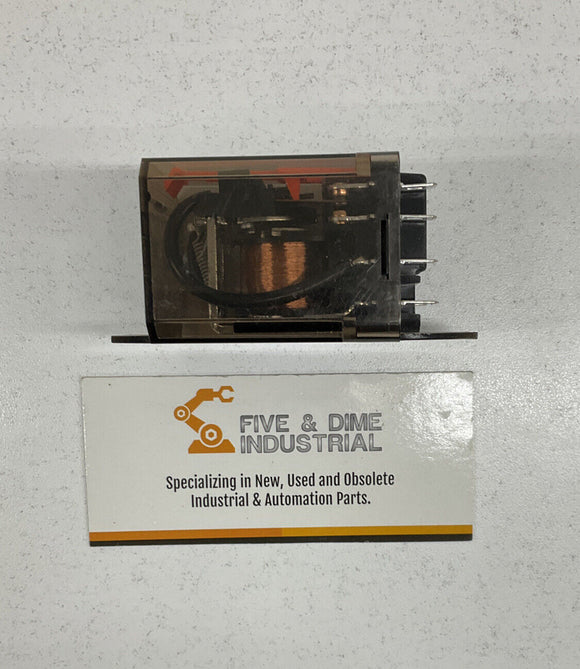 FIVE & DIME
INDUSTRIAL
Specializing in New, Used and Obsolete
Industrial & Automation Parts.